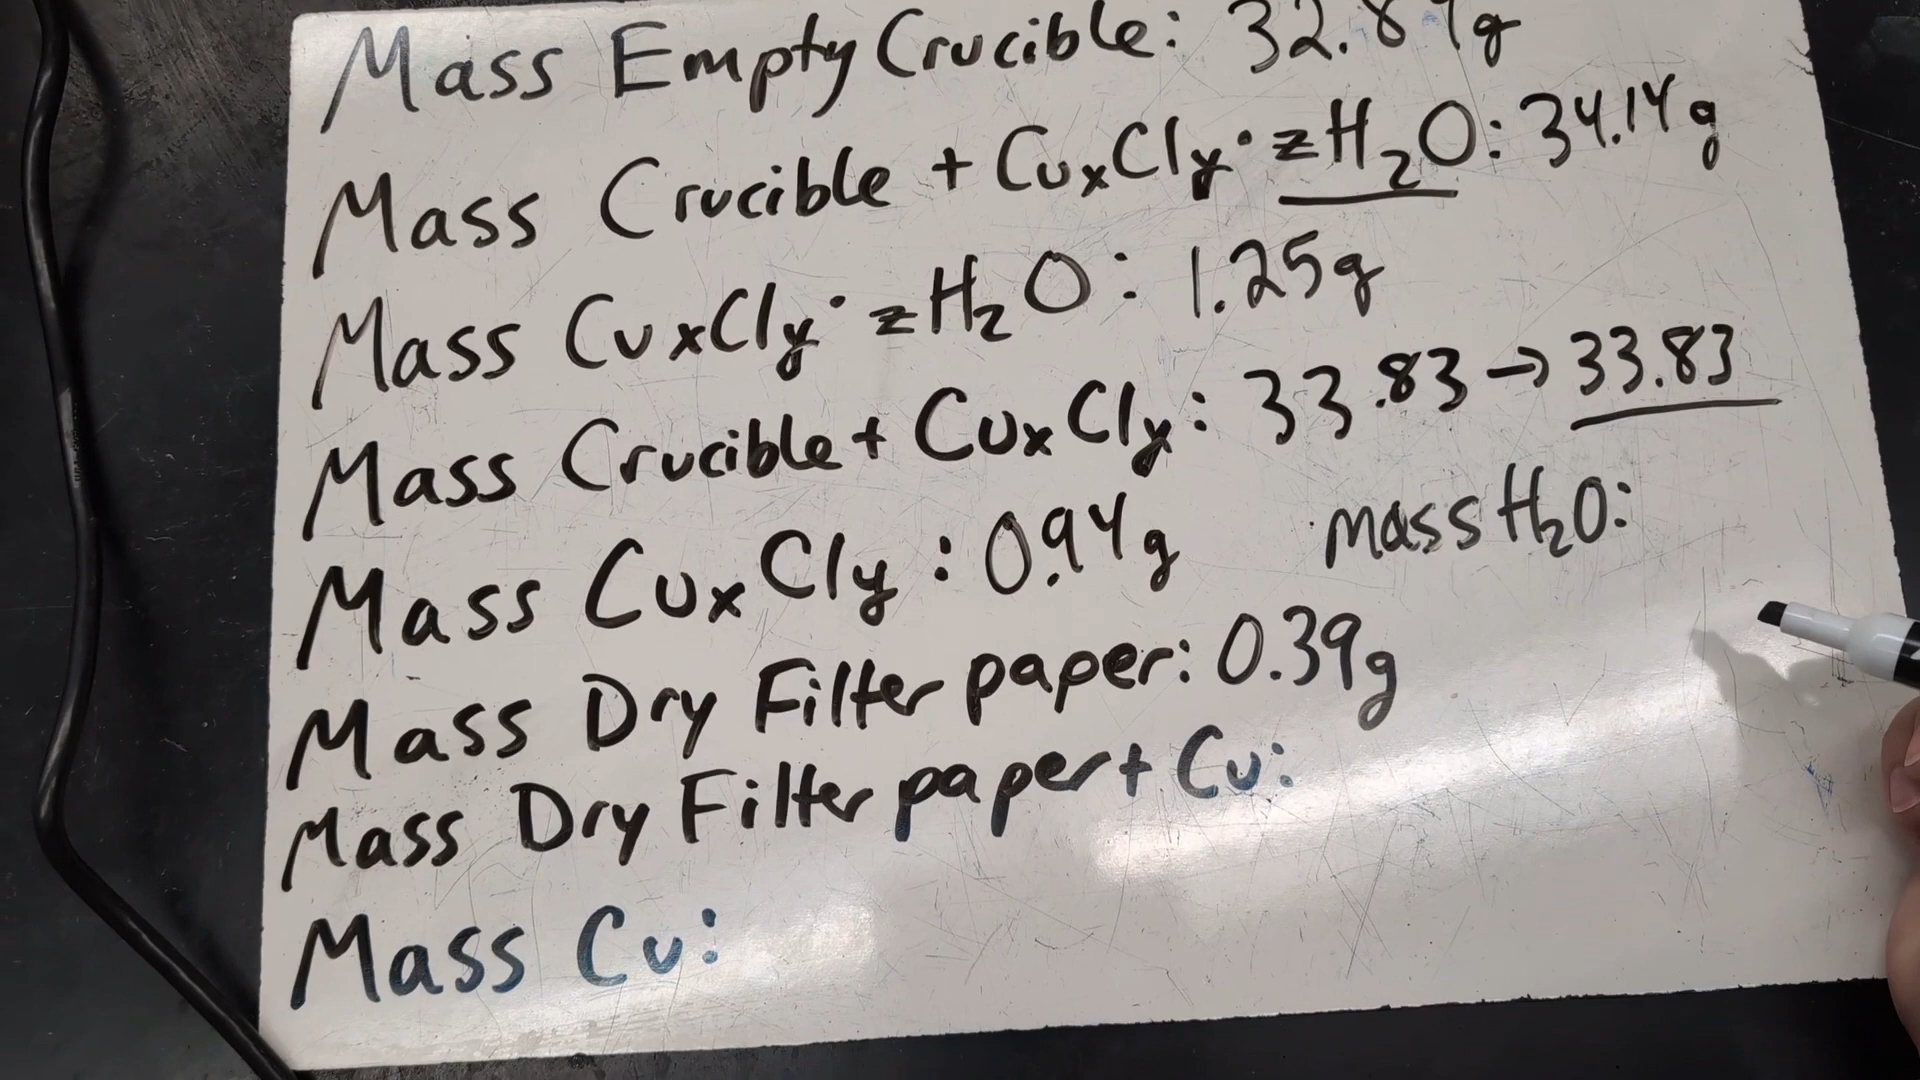 Mass Empty Crucible: 32.89g
Mass Crucible + CuxCly·zH2O: 34.14g
Mass CuxCly·zH2O: 1.25g
Mass Crucible + CuxCly: 33.83 → 33.83
Mass CuxCly: 0.94g
mass H2O:
Mass Dry Filter paper: 0.39g
Mass Dry Filter paper + Cu:
Mass Cu: